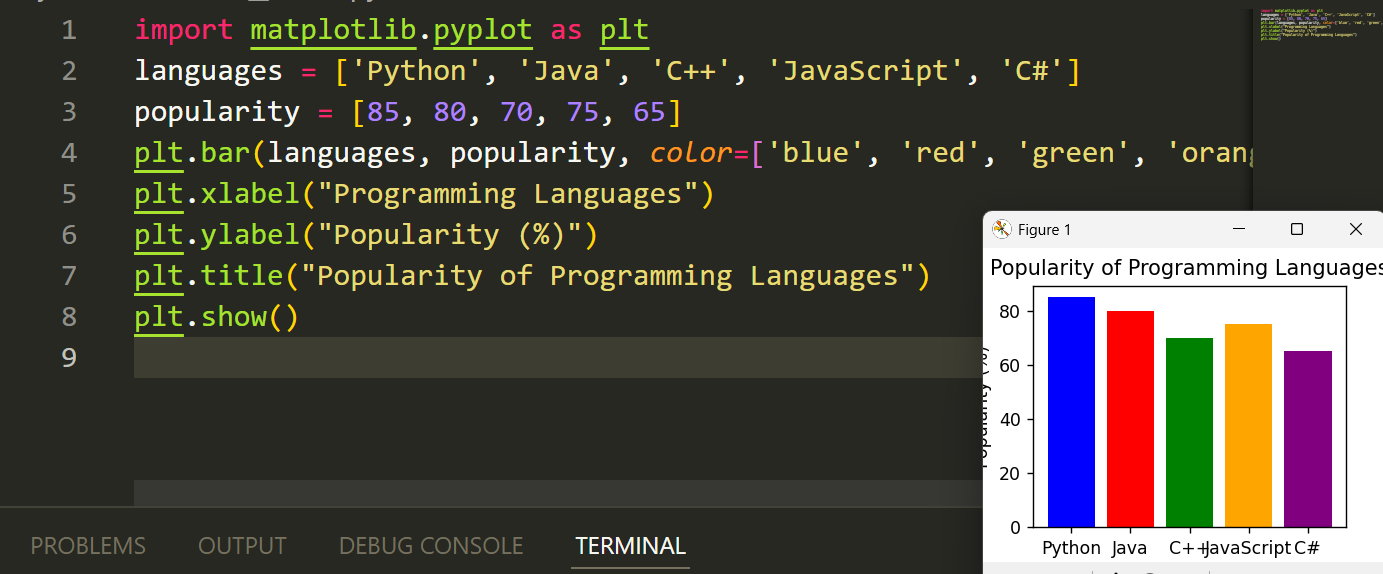 1 import matplotlib.pyplot as plt
2 languages = ['Python', 'Java', 'C++', 'JavaScript', 'C#']
3 popularity = [85, 80, 70, 75, 65]
4 plt.bar(languages, popularity, color=['blue', 'red', 'green', 'orang
5 plt.xlabel("Programming Languages")
6 plt.ylabel("Popularity (%)")
7 plt.title("Popularity of Programming Languages")
8 plt.show()
9
PROBLEMS OUTPUT DEBUG CONSOLE TERMINAL
Figure 1
Popularity of Programming Languages
Popularity (%)
80
60
40
20
0
Python Java C++ JavaScript C#